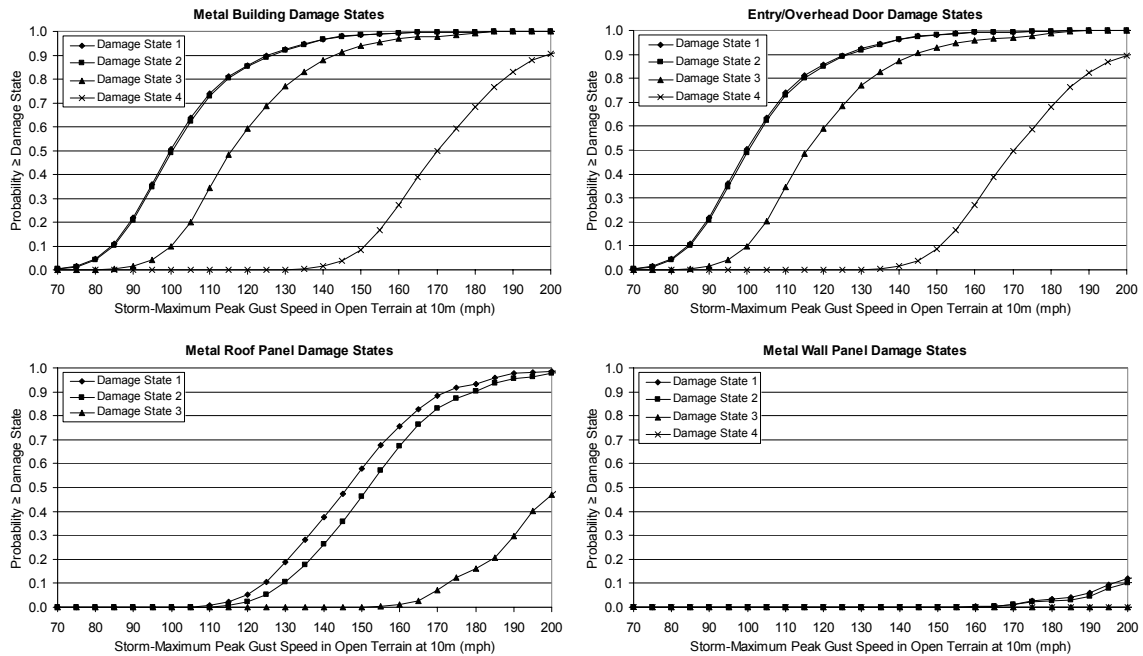 Metal Building Damage States
Probability ≥ Damage State
1.0
0.9
0.8
0.7
0.6
0.5
0.4
0.3
0.2
0.1
0.0
Damage State 1
Damage State 2
Damage State 3
Damage State 4
70 80 90 100 110 120 130 140 150 160 170 180 190 200
Storm-Maximum Peak Gust Speed in Open Terrain at 10m (mph)
Entry/Overhead Door Damage States
Probability ≥ Damage State
1.0
0.9
0.8
0.7
0.6
0.5
0.4
0.3
0.2
0.1
0.0
Damage State 1
Damage State 2
Damage State 3
Damage State 4
70 80 90 100 110 120 130 140 150 160 170 180 190 200
Storm-Maximum Peak Gust Speed in Open Terrain at 10m (mph)
Metal Roof Panel Damage States
Probability ≥ Damage State
1.0
0.9
0.8
0.7
0.6
0.5
0.4
0.3
0.2
0.1
0.0
Damage State 1
Damage State 2
Damage State 3
70 80 90 100 110 120 130 140 150 160 170 180 190 200
Storm-Maximum Peak Gust Speed in Open Terrain at 10m (mph)
Metal Wall Panel Damage States
Probability ≥ Damage State
1.0
0.9
0.8
0.7
0.6
0.5
0.4
0.3
0.2
0.1
0.0
Damage State 1
Damage State 2
Damage State 3
Damage State 4
70 80 90 100 110 120 130 140 150 160 170 180 190 200
Storm-Maximum Peak Gust Speed in Open Terrain at 10m (mph)